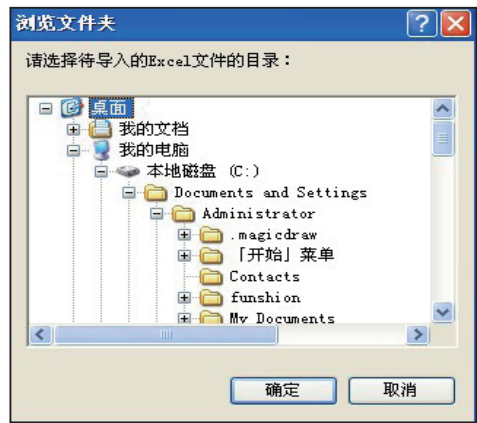 浏览文件夹
请选择待导入的Excel文件的目录：
桌面
我的文档
我的电脑
本地磁盘 (C:)
Documents and Settings
Administrator
.magicdraw
「开始」菜单
Contacts
funshion
My Documents
确定 取消